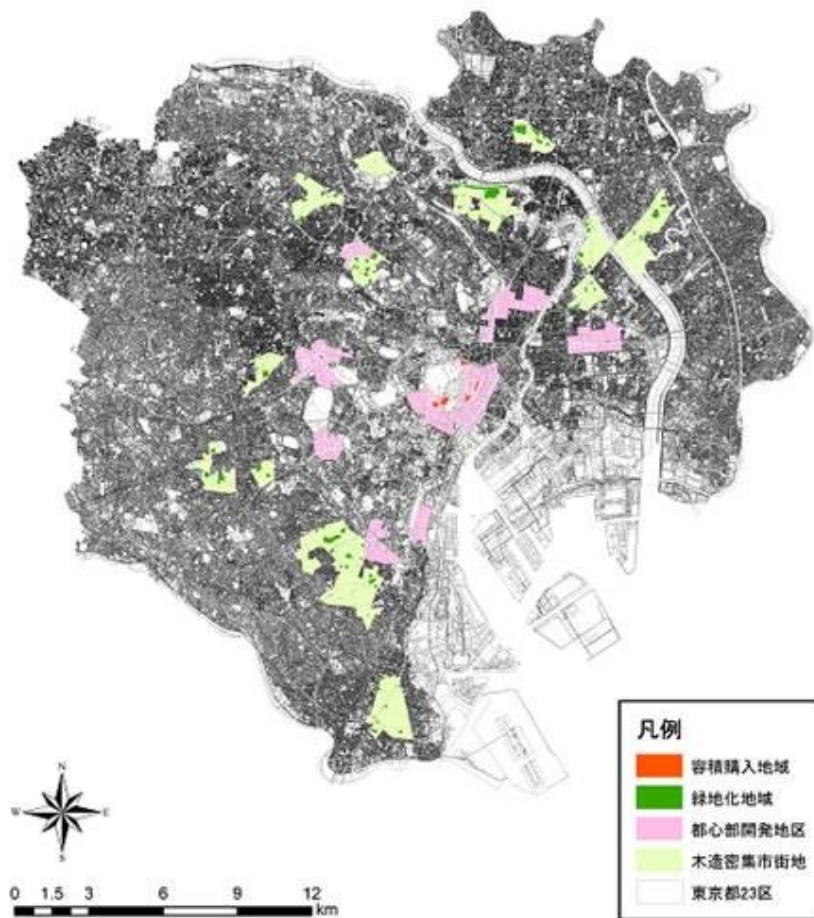 N
W E
S
0 1.5 3 6 9 12
km
凡例
容積購入地域
緑地化地域
都心部開発地区
木造密集市街地
東京都23区